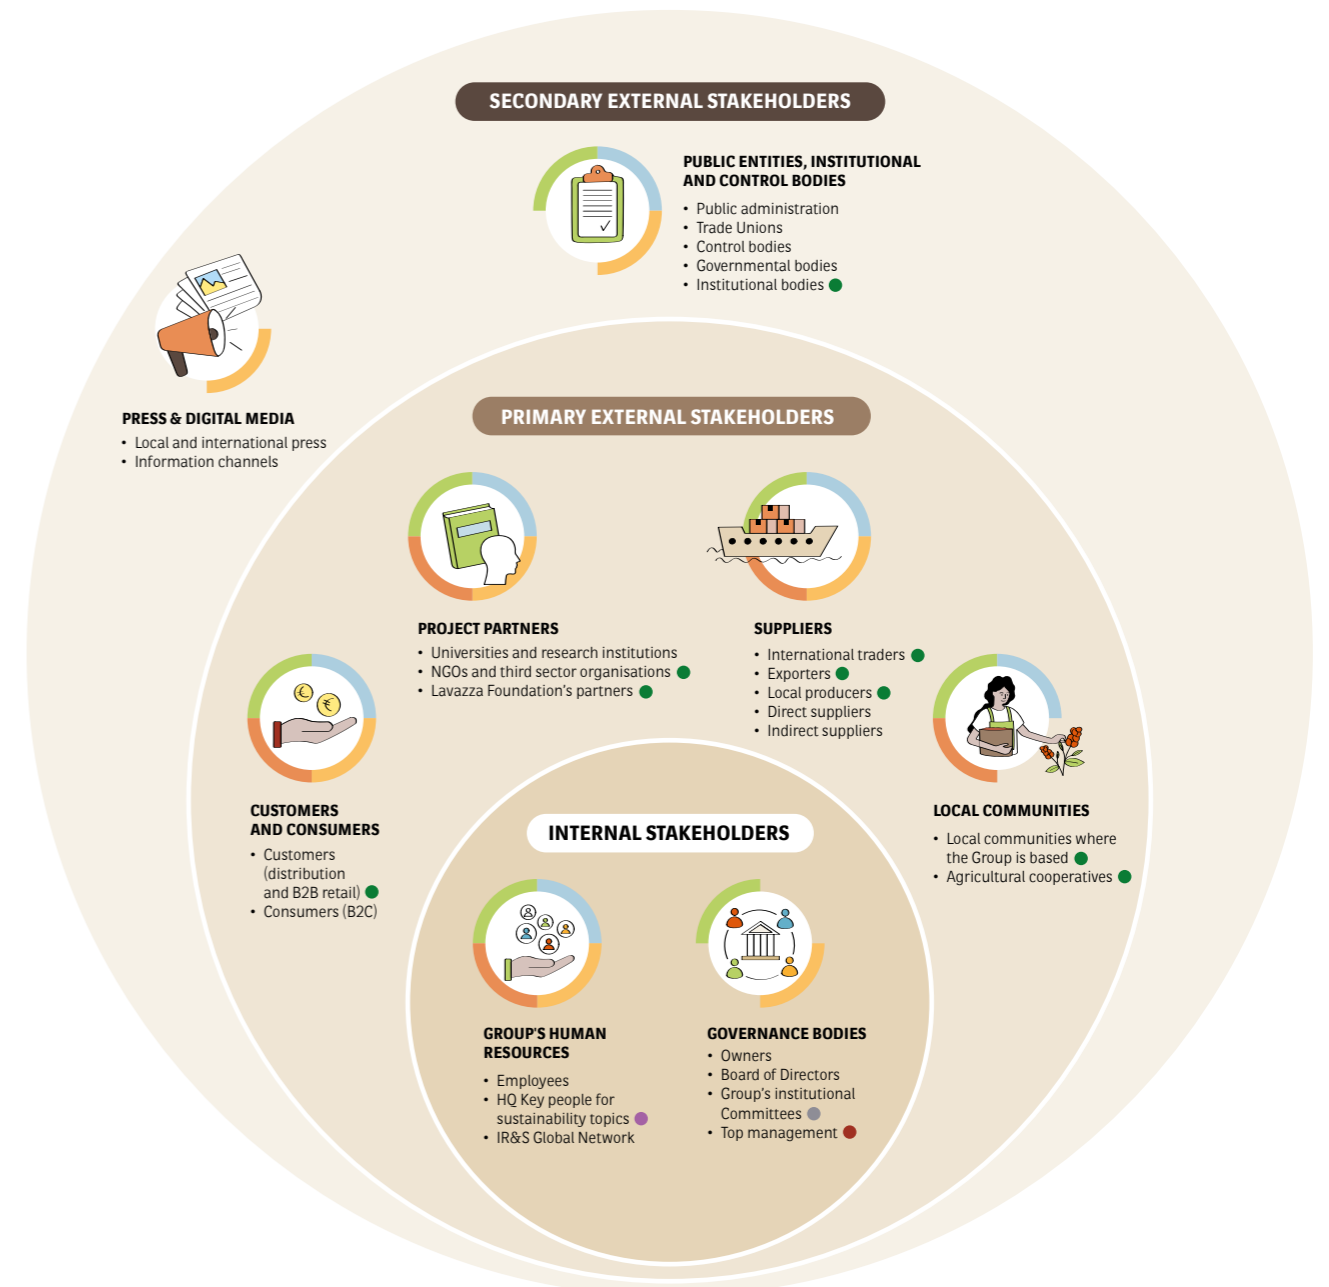 SECONDARY EXTERNAL STAKEHOLDERS
PUBLIC ENTITIES, INSTITUTIONAL
AND CONTROL BODIES
• Public administration
• Trade Unions
• Control bodies
• Governmental bodies
• Institutional bodies
PRESS & DIGITAL MEDIA
• Local and international press
• Information channels
PRIMARY EXTERNAL STAKEHOLDERS
PROJECT PARTNERS
• Universities and research institutions
• NGOs and third sector organisations
• Lavazza Foundation's partners
SUPPLIERS
• International traders
• Exporters
• Local producers
• Direct suppliers
• Indirect suppliers
€
€
CUSTOMERS
AND CONSUMERS
• Customers
(distribution
and B2B retail)
• Consumers (B2C)
LOCAL COMMUNITIES
• Local communities where
the Group is based
• Agricultural cooperatives
INTERNAL STAKEHOLDERS
GROUP'S HUMAN
RESOURCES
• Employees
• HQ Key people for
sustainability topics
• IR&S Global Network
GOVERNANCE BODIES
• Owners
• Board of Directors
• Group's institutional
Committees
• Top management